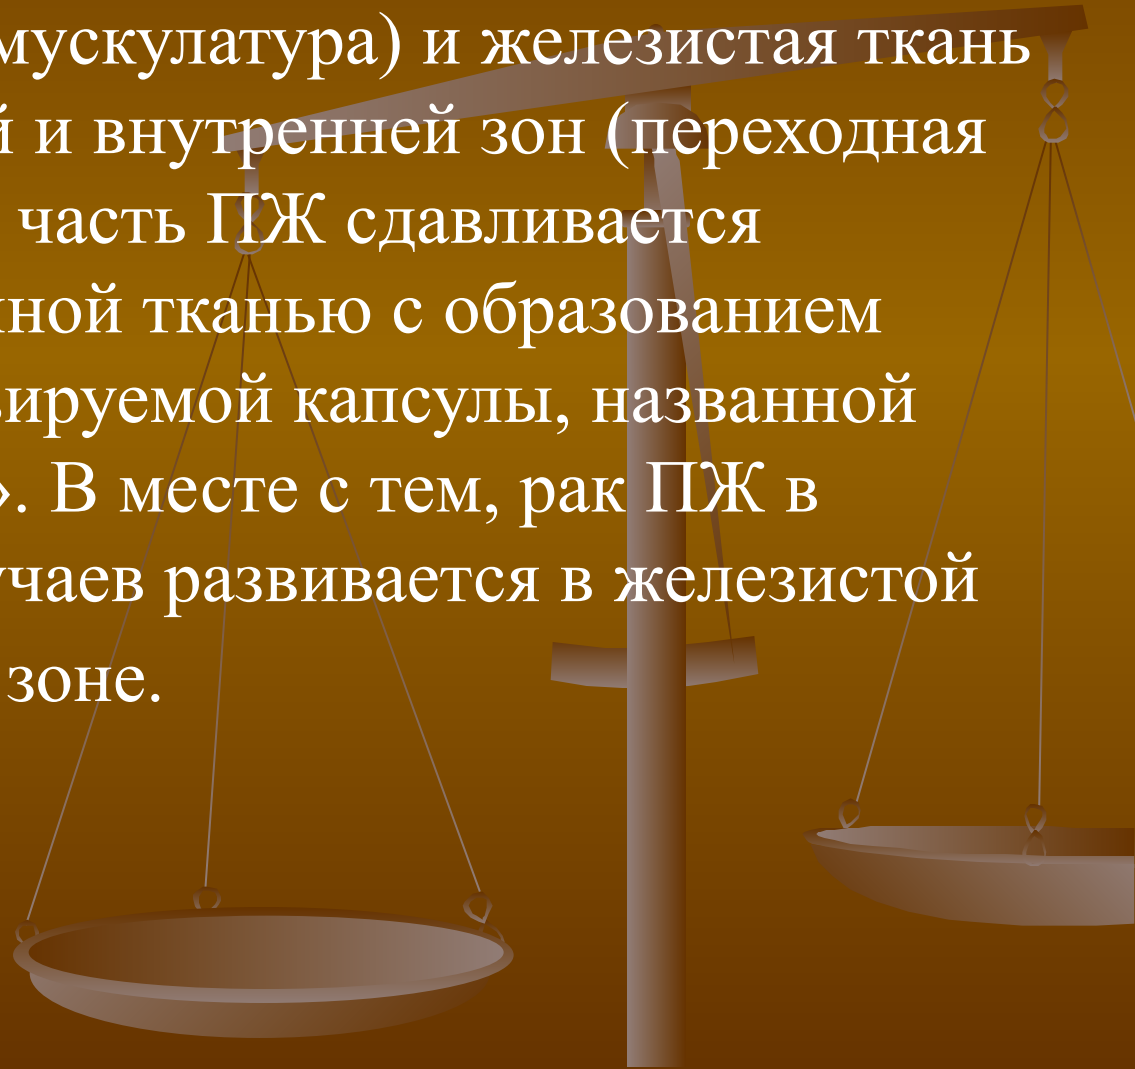 мускулатура) и железистая ткань
й и внутренней зон (переходная
часть ПЖ сдавливается
ной тканью с образованием
ируемой капсулы, названной
». В месте с тем, рак ПЖ в
учаев развивается в железистой
зоне.